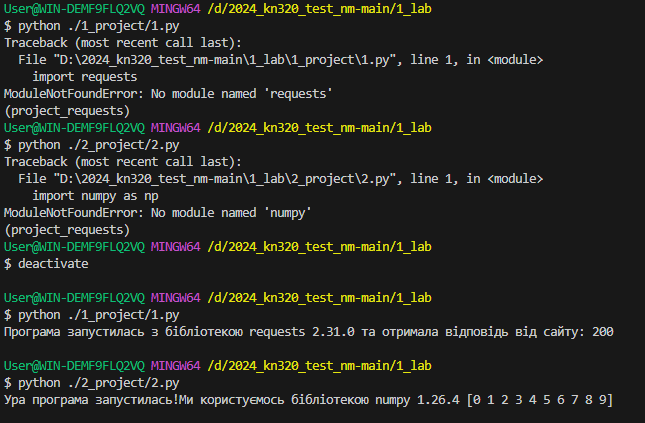 User@WIN-DEMF9FLQ2VQ MINGW64 /d/2024_kn320_test_nm-main/1_lab
$ python ./1_project/1.py
Traceback (most recent call last):
  File "D:\2024_kn320_test_nm-main\1_lab\1_project\1.py", line 1, in <module>
    import requests
ModuleNotFoundError: No module named 'requests'
(project_requests)
User@WIN-DEMF9FLQ2VQ MINGW64 /d/2024_kn320_test_nm-main/1_lab
$ python ./2_project/2.py
Traceback (most recent call last):
  File "D:\2024_kn320_test_nm-main\1_lab\2_project\2.py", line 1, in <module>
    import numpy as np
ModuleNotFoundError: No module named 'numpy'
(project_requests)
User@WIN-DEMF9FLQ2VQ MINGW64 /d/2024_kn320_test_nm-main/1_lab
$ deactivate
User@WIN-DEMF9FLQ2VQ MINGW64 /d/2024_kn320_test_nm-main/1_lab
$ python ./1_project/1.py
Програма запустилась з бібліотекою requests 2.31.0 та отримала відповідь від сайту: 200
User@WIN-DEMF9FLQ2VQ MINGW64 /d/2024_kn320_test_nm-main/1_lab
$ python ./2_project/2.py
Ура програма запустилась!Ми користуємось бібліотекою numpy 1.26.4 [0 1 2 3 4 5 6 7 8 9]